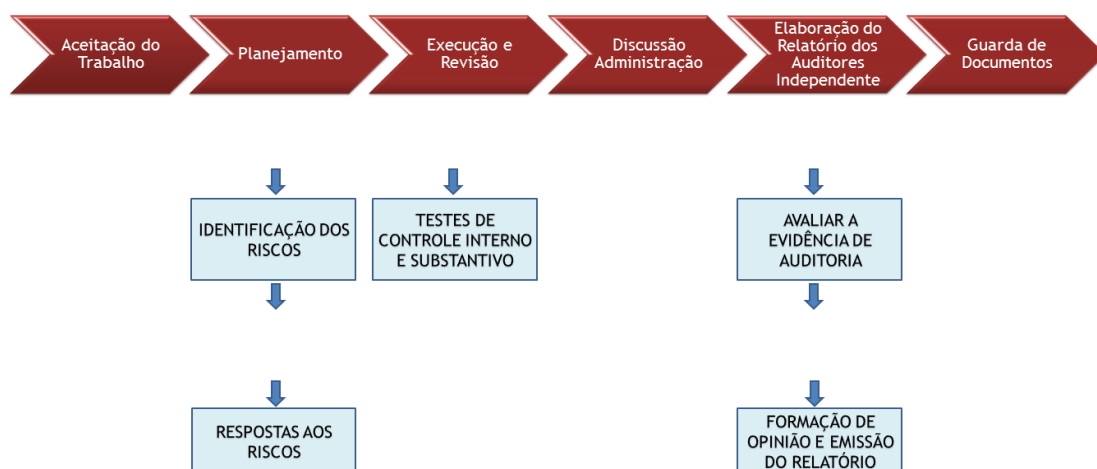 Aceitação do
Trabalho
Planejamento
Execução e
Revisão
Discussão
Administração
Elaboração do
Relatório dos
Auditores
Independente
Guarda de
Documentos
IDENTIFICAÇÃO DOS
RISCOS
TESTES DE
CONTROLE INTERNO
E SUBSTANTIVO
AVALIAR A
EVIDÊNCIA DE
AUDITORIA
RESPOSTAS AOS
RISCOS
FORMAÇÃO DE
OPINIÃO E EMISSÃO
DO RELATÓRIO